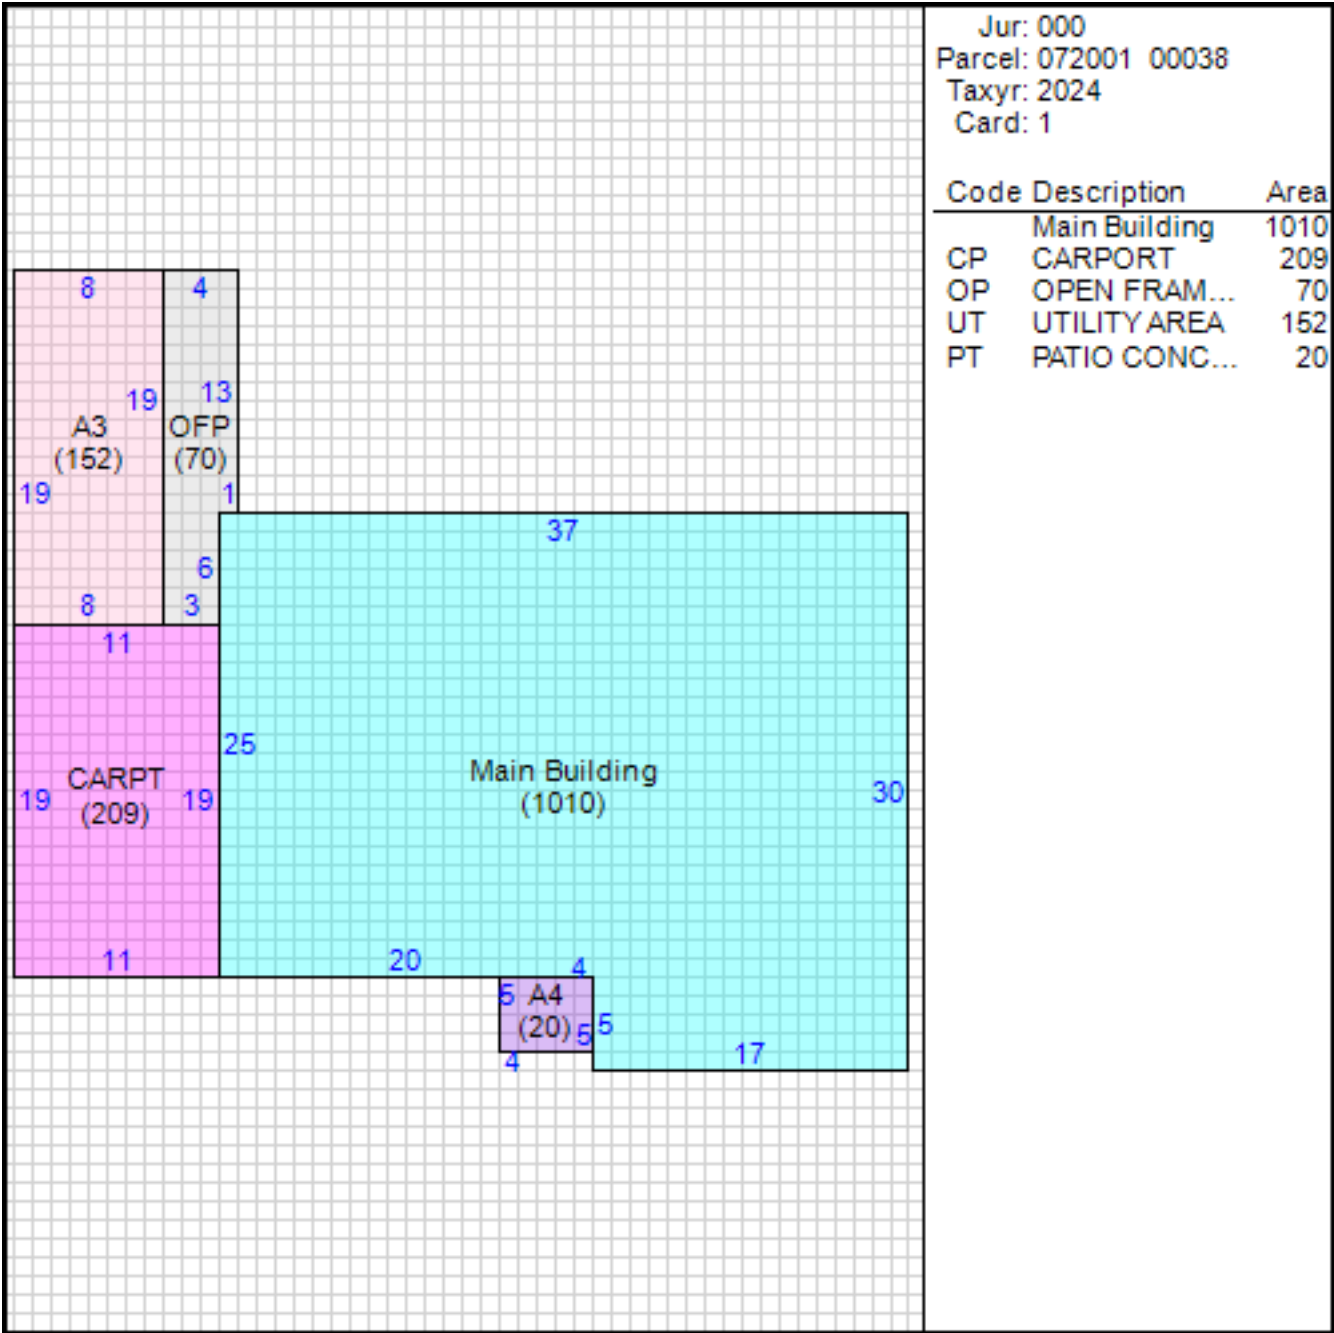 Jur: 000
Parcel: 072001 00038
Taxyr: 2024
Card: 1
Code Description Area
Main Building 1010
CP CARPORT 209
OP OPEN FRAM... 70
UT UTILITY AREA 152
PT PATIO CONC... 20
8 4
19 13
A3 OFP
(152) (70)
19 1
37
6
8 3
11
25
Main Building
CARPT
(1010)
30
19 19
(209)
11 20 4
5 A4
(20) 5 5
4 17